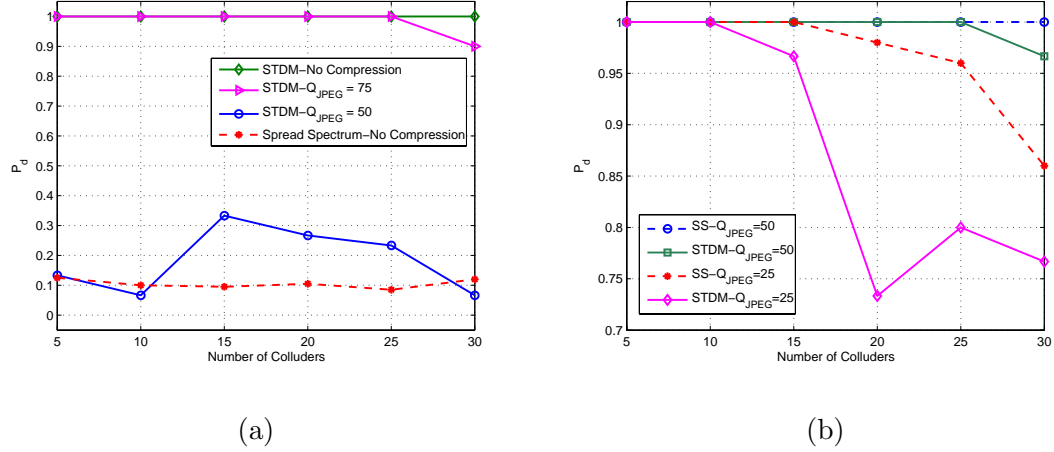 1
0.9
0.8
0.7
0.6
0.5
0.4
0.3
0.2
0.1
0
P_d
5 10 15 20 25 30
Number of Colluders
STDM−No Compression
STDM−Q_JPEG = 75
STDM−Q_JPEG = 50
Spread Spectrum−No Compression
(a)
1
0.95
0.9
0.85
0.8
0.75
0.7
P_d
5 10 15 20 25 30
Number of Colluders
SS−Q_JPEG=50
STDM−Q_JPEG=50
SS−Q_JPEG=25
STDM−Q_JPEG=25
(b)